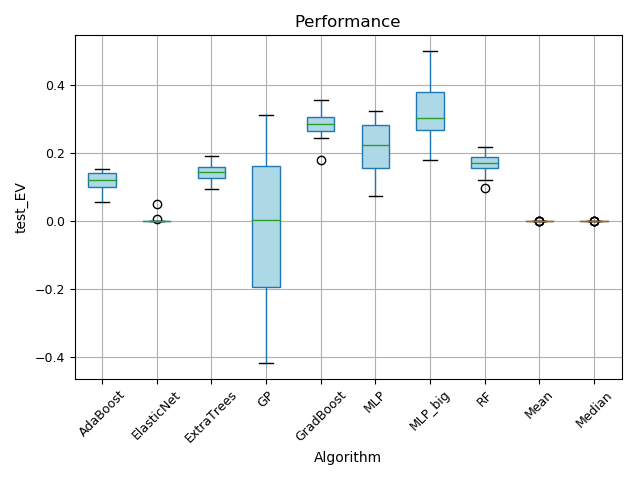 Performance
test_EV
0.4
0.2
0.0
−0.2
−0.4
AdaBoost
ElasticNet
ExtraTrees
GP
GradBoost
MLP
MLP_big
RF
Mean
Median
Algorithm